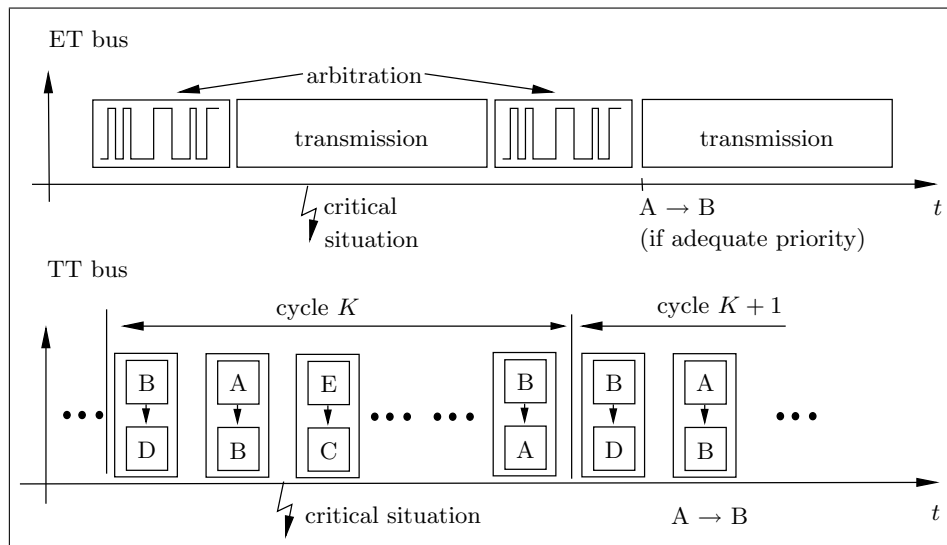 ET bus
arbitration
transmission
transmission
critical
situation
A → B
(if adequate priority)
t
TT bus
cycle K
cycle K + 1
B
A
E
B
B
A
D
B
C
A
D
B
critical situation
A → B
t